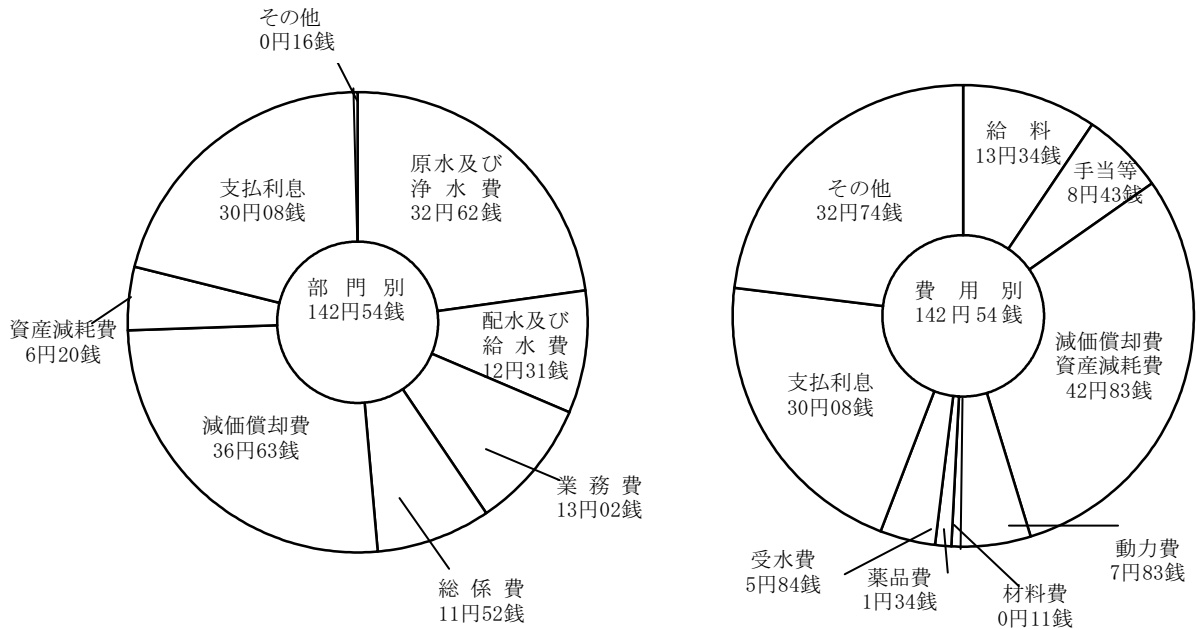 その他
0円16銭
原水及び
浄水費
32円62銭
配水及び
給水費
12円31銭
業務費
13円02銭
総係費
11円52銭
減価償却費
36円63銭
資産減耗費
6円20銭
支払利息
30円08銭
部門別
142円54銭
給料
13円34銭
手当等
8円43銭
減価償却費
資産減耗費
42円83銭
動力費
7円83銭
材料費
0円11銭
薬品費
1円34銭
受水費
5円84銭
支払利息
30円08銭
その他
32円74銭
費用別
142円54銭